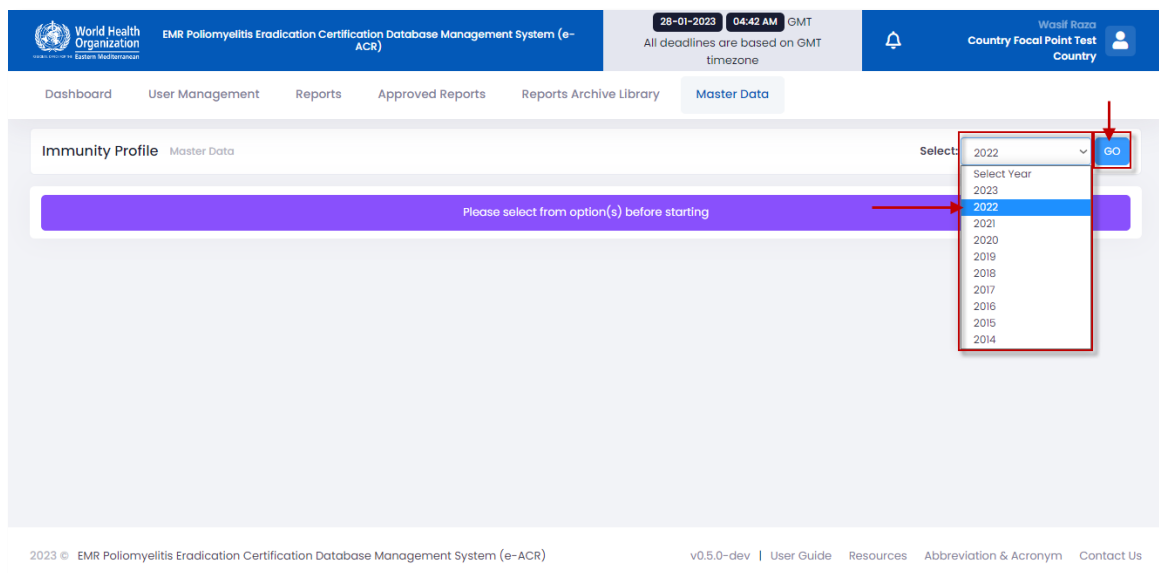 World Health
Organization
Eastern Mediterranean
EMR Poliomyelitis Eradication Certification Database Management System (e-
ACR)
28-01-2023 04:42 AM GMT
All deadlines are based on GMT
timezone
Wasif Raza
Country Focal Point Test
Country
Dashboard User Management Reports Approved Reports Reports Archive Library Master Data
Immunity Profile Master Data
Select: 2022 GO
Select Year
2023
2022
2021
2020
2019
2018
2017
2016
2015
2014
Please select from option(s) before starting
2023 © EMR Poliomyelitis Eradication Certification Database Management System (e-ACR)
v0.5.0-dev | User Guide Resources Abbreviation & Acronym Contact Us